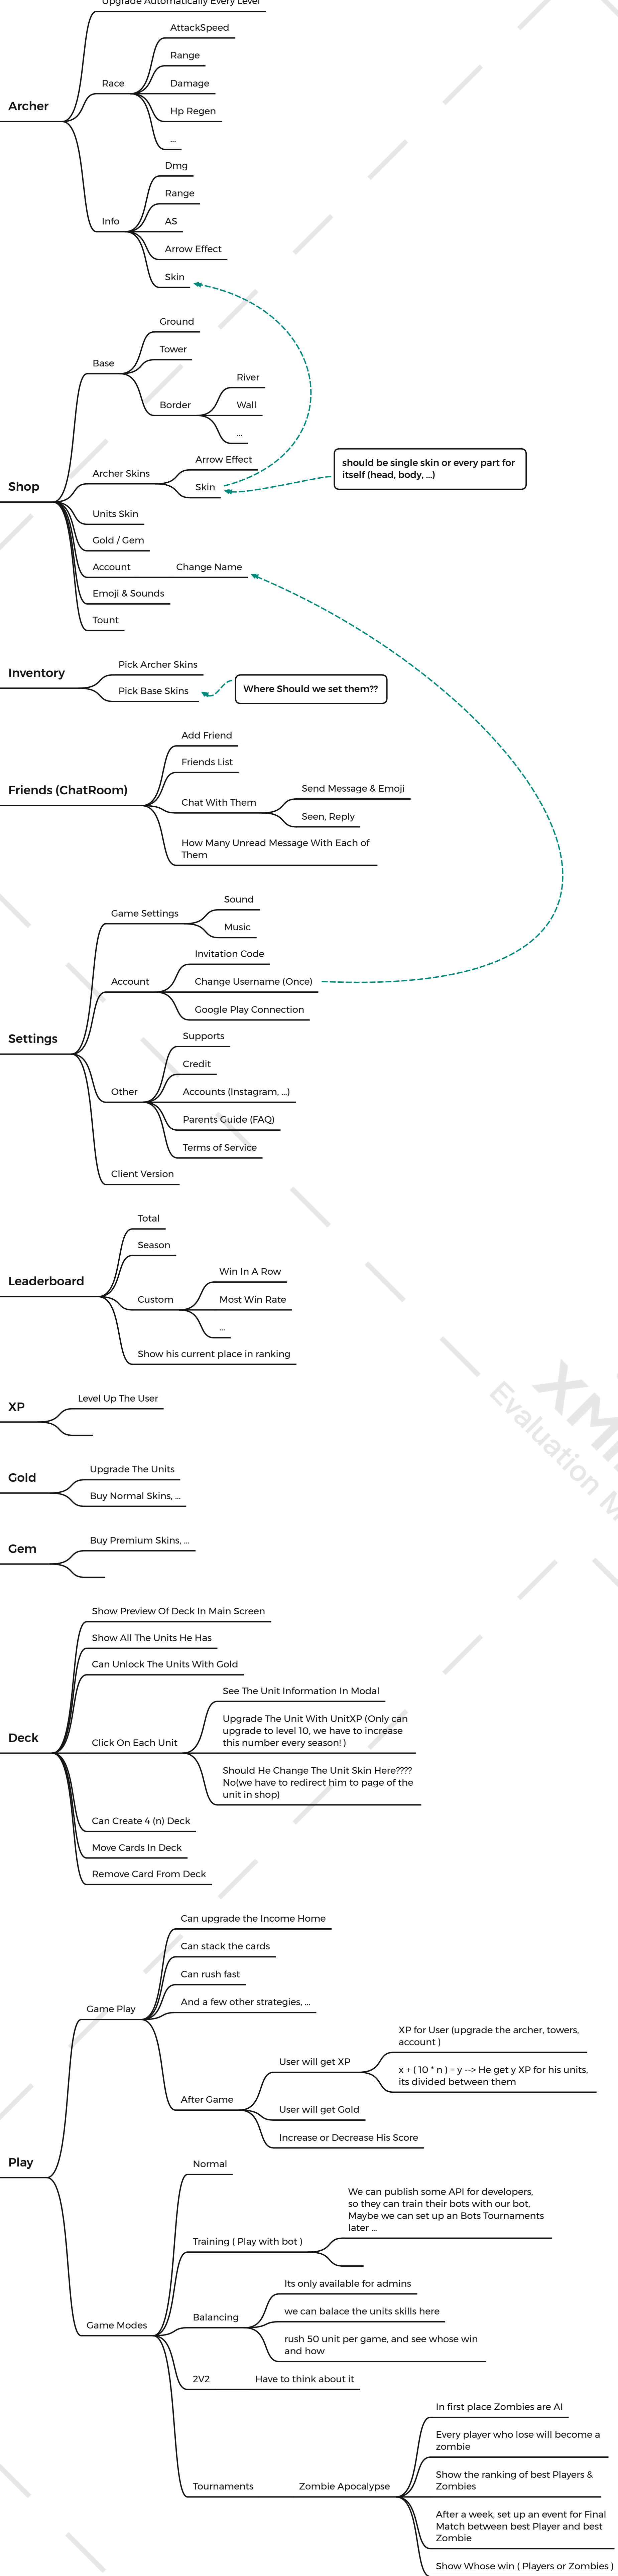 Upgrade Automatically Every Level
AttackSpeed
Range
Race
Damage
Archer
Hp Regen
...
Dmg
Range
Info
AS
Arrow Effect
Skin
Ground
Base
Tower
River
Border
Wall
...
Arrow Effect
should be single skin or every part for
itself (head, body, ...)
Archer Skins
Shop
Skin
Units Skin
Gold / Gem
Account
Change Name
Emoji & Sounds
Tount
Pick Archer Skins
Inventory
Pick Base Skins
Where Should we set them??
Add Friend
Friends List
Friends (ChatRoom)
Send Message & Emoji
Chat With Them
Seen, Reply
How Many Unread Message With Each of
Them
Sound
Game Settings
Music
Invitation Code
Account
Change Username (Once)
Google Play Connection
Settings
Supports
Credit
Other
Accounts (Instagram, ...)
Parents Guide (FAQ)
Terms of Service
Client Version
Total
Season
Leaderboard
Win In A Row
Custom
Most Win Rate
...
Show his current place in ranking
XP
Level Up The User
Gold
Upgrade The Units
Buy Normal Skins, ...
Gem
Buy Premium Skins, ...
Show Preview Of Deck In Main Screen
Show All The Units He Has
Can Unlock The Units With Gold
See The Unit Information In Modal
Deck
Click On Each Unit
Upgrade The Unit With UnitXP (Only can
upgrade to level 10, we have to increase
this number every season! )
Should He Change The Unit Skin Here????
No(we have to redirect him to page of the
unit in shop)
Can Create 4 (n) Deck
Move Cards In Deck
Remove Card From Deck
Can upgrade the Income Home
Can stack the cards
Can rush fast
And a few other strategies, ...
Game Play
XP for User (upgrade the archer, towers,
account )
User will get XP
x + ( 10 * n ) = y --> He get y XP for his units,
its divided between them
After Game
User will get Gold
Increase or Decrease His Score
Play
Normal
We can publish some API for developers,
so they can train their bots with our bot,
Maybe we can set up an Bots Tournaments
later ...
Training ( Play with bot )
Its only available for admins
Balancing
we can balace the units skills here
rush 50 unit per game, and see whose win
and how
Game Modes
2V2
Have to think about it
In first place Zombies are AI
Every player who lose will become a
zombie
Show the ranking of best Players &
Zombies
Tournaments
Zombie Apocalypse
After a week, set up an event for Final
Match between best Player and best
Zombie
Show Whose win ( Players or Zombies )
Evaluation